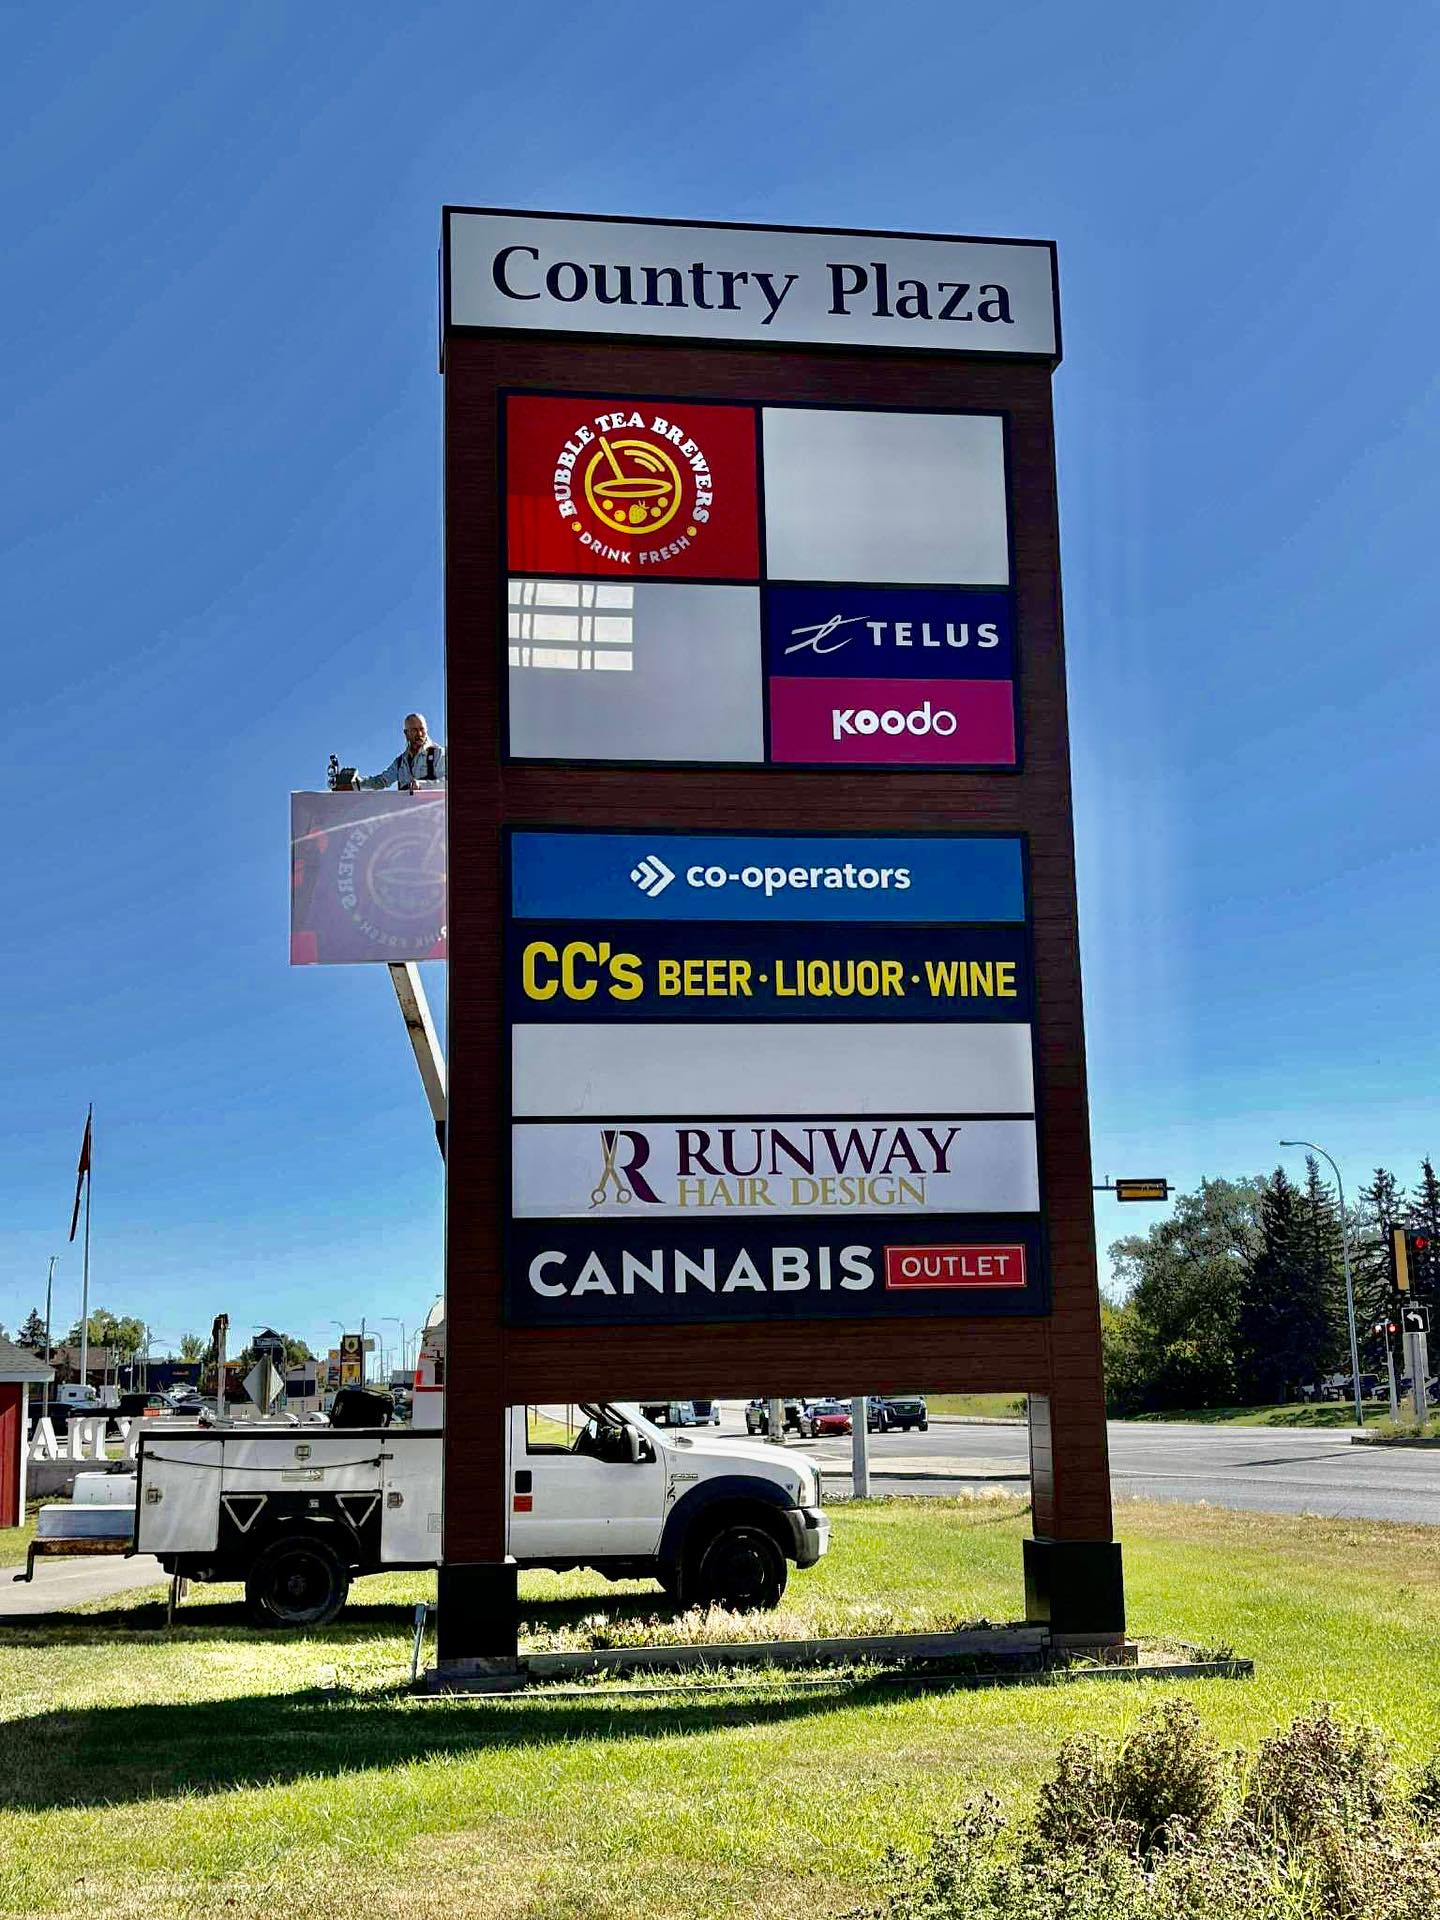 Country Plaza
BUBBLE TEA BREWERS
DRINK FRESH
TELUS
KOODO
co-operators
CC's BEER · LIQUOR · WINE
RUNWAY
HAIR DESIGN
CANNABIS OUTLET